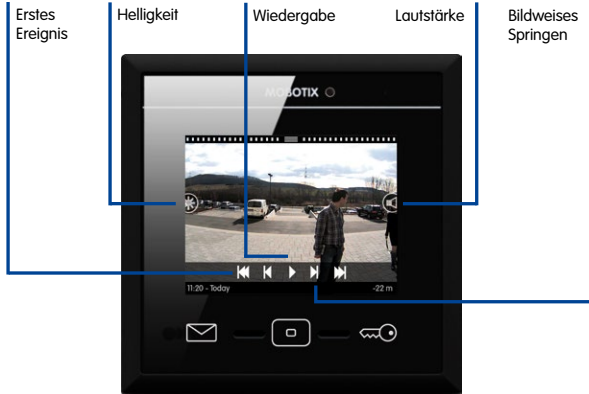 Erstes
Ereignis
Helligkeit
Wiedergabe
Lautstärke
Bildweises
Springen
MOBOTIX
11:20 - Today
-22 m